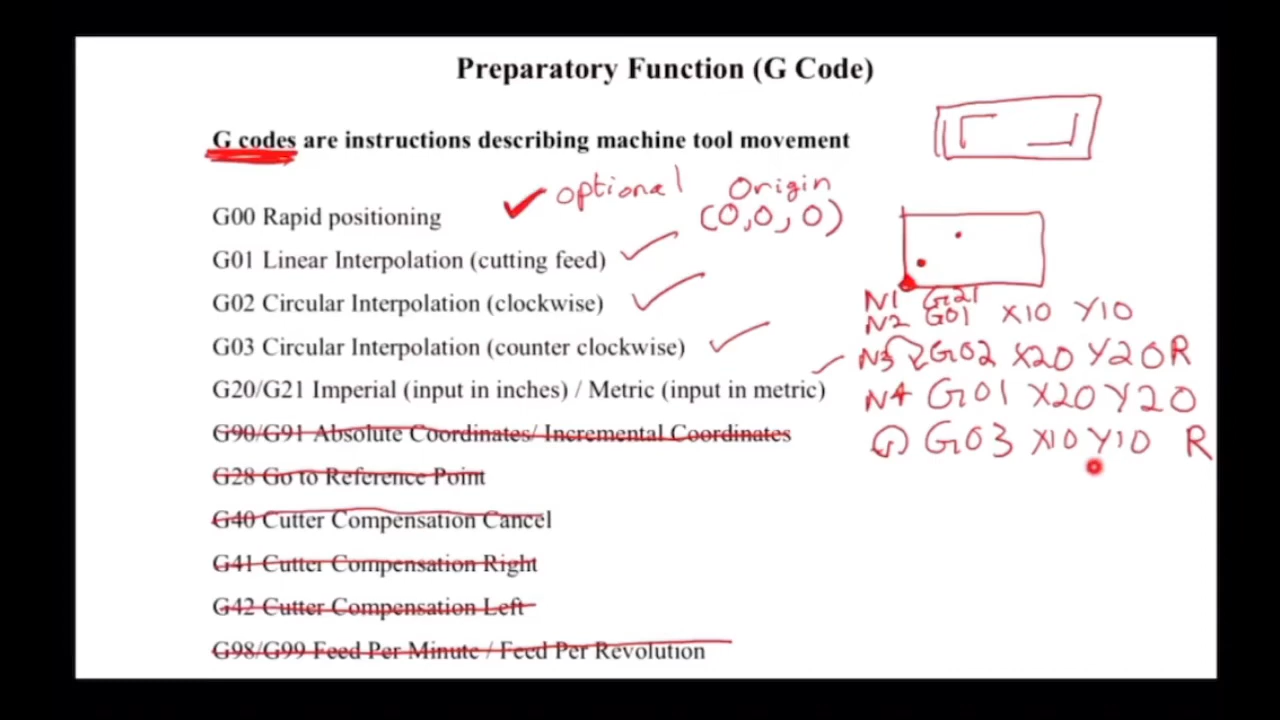 Preparatory Function (G Code)
G codes are instructions describing machine tool movement
optional
Origin
(0,0,0)
G00 Rapid positioning
G01 Linear Interpolation (cutting feed)
G02 Circular Interpolation (clockwise)
G03 Circular Interpolation (counter clockwise)
G20/G21 Imperial (input in inches) / Metric (input in metric)
G90/G91 Absolute Coordinates/ Incremental Coordinates
G28 Go to Reference Point
G40 Cutter Compensation Cancel
G41 Cutter Compensation Right
G42 Cutter Compensation Left
G98/G99 Feed Per Minute / Feed Per Revolution
N1 G21
N2 G01 X10 Y10
N3 G02 X20 Y20 R
N4 G01 X20 Y20
G03 X10 Y10 R